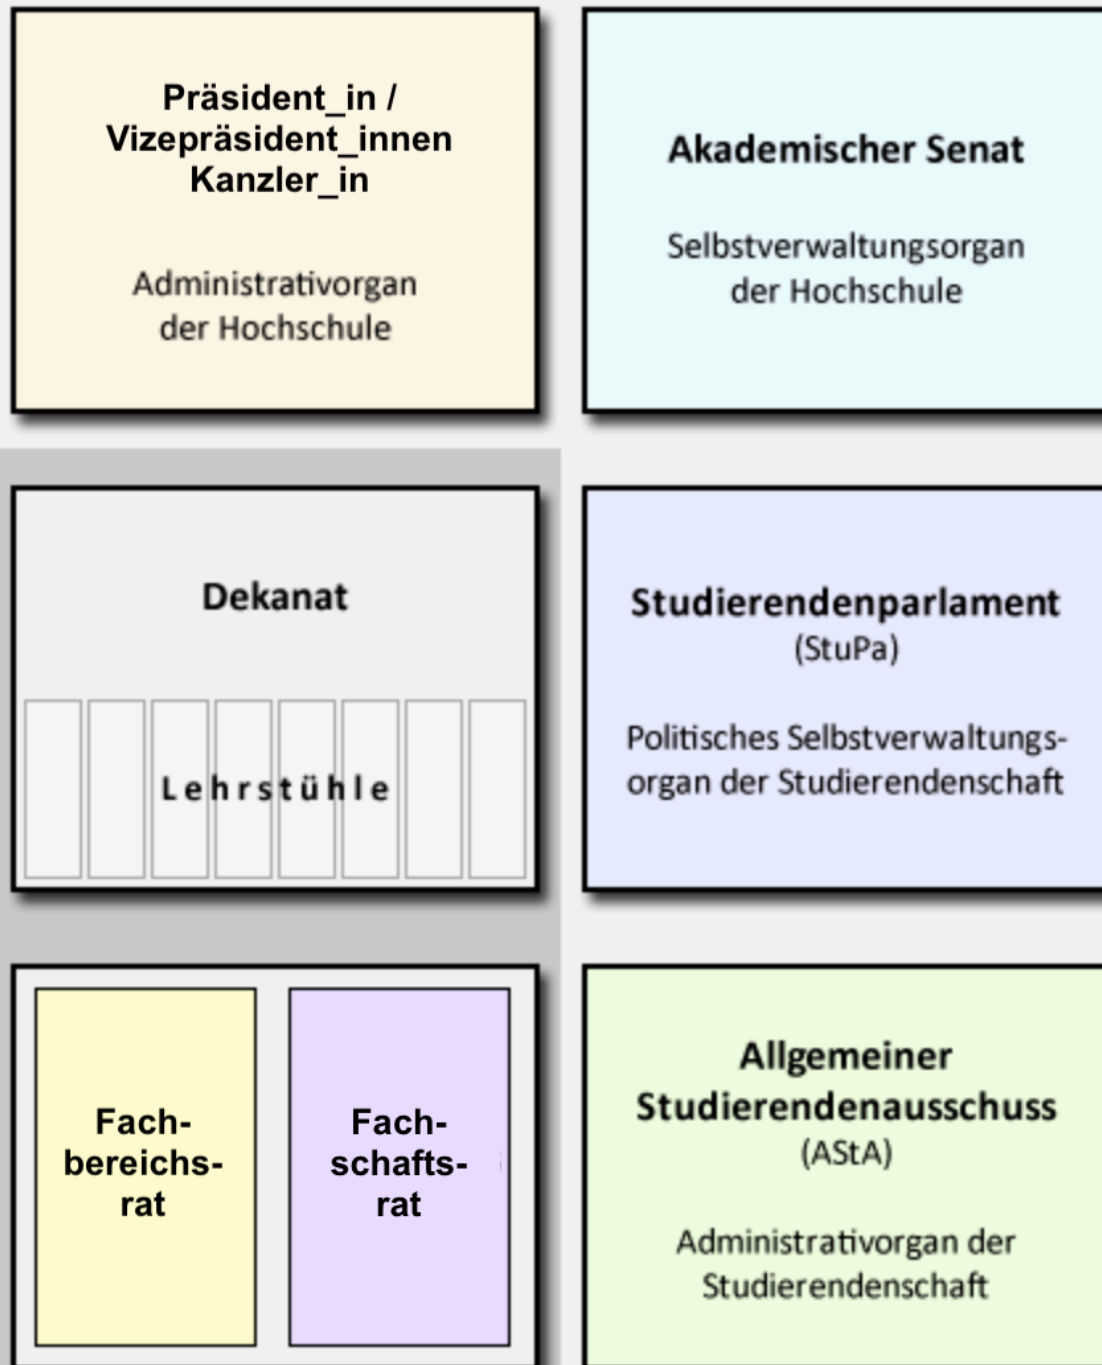 Präsident_in /
Vizepräsident_innen
Kanzler_in
Administrativorgan
der Hochschule
Akademischer Senat
Selbstverwaltungsorgan
der Hochschule
Dekanat
Lehrstühle
Studierendenparlament
(StuPa)
Politisches Selbstverwaltungs-
organ der Studierendenschaft
Fach-
bereichs-
rat
Fach-
schafts-
rat
Allgemeiner
Studierendenausschuss
(AStA)
Administrativorgan der
Studierendenschaft